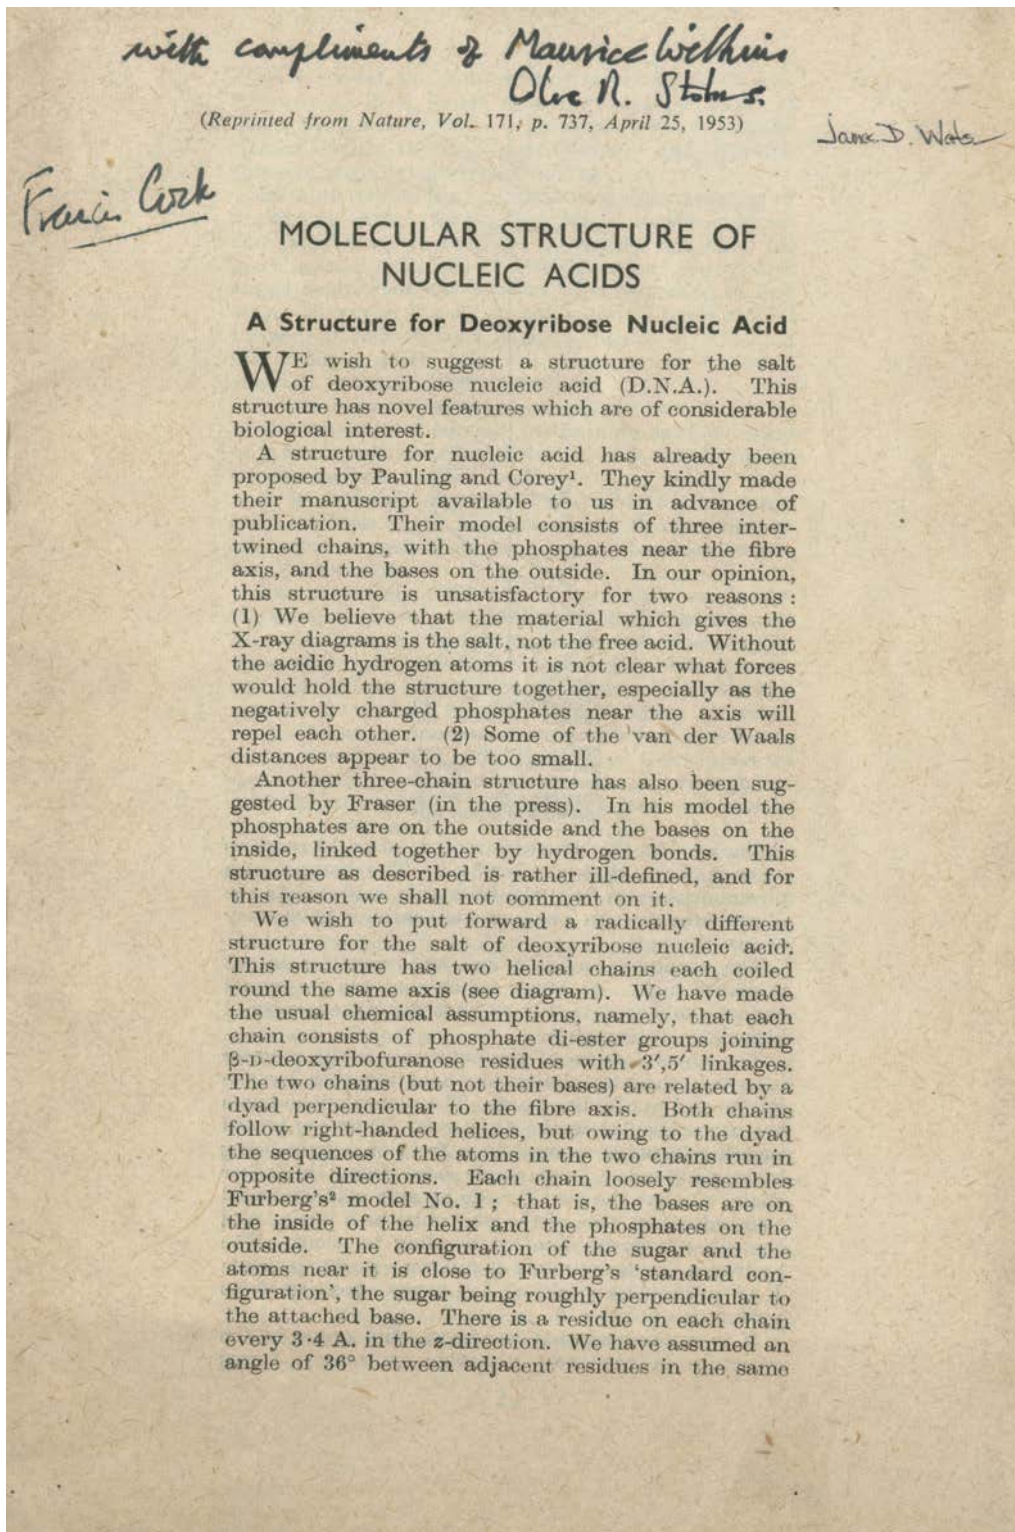 with compliments of Maurice Wilkins
(Reprinted from Nature, Vol. 171, p. 737, April 25, 1953)
Francis Crick
MOLECULAR STRUCTURE OF
NUCLEIC ACIDS
A Structure for Deoxyribose Nucleic Acid
WE wish to suggest a structure for the salt
of deoxyribose nucleic acid (D.N.A.). This
structure has novel features which are of considerable
biological interest.
A structure for nucleic acid has already been
proposed by Pauling and Corey¹. They kindly made
their manuscript available to us in advance of
publication. Their model consists of three inter-
twined chains, with the phosphates near the fibre
axis, and the bases on the outside. In our opinion,
this structure is unsatisfactory for two reasons :
(1) We believe that the material which gives the
X-ray diagrams is the salt, not the free acid. Without
the acidic hydrogen atoms it is not clear what forces
would hold the structure together, especially as the
negatively charged phosphates near the axis will
repel each other. (2) Some of the van der Waals
distances appear to be too small.
Another three-chain structure has also been sug-
gested by Fraser (in the press). In his model the
phosphates are on the outside and the bases on the
inside, linked together by hydrogen bonds. This
structure as described is rather ill-defined, and for
this reason we shall not comment on it.
We wish to put forward a radically different
structure for the salt of deoxyribose nucleic acid.
This structure has two helical chains each coiled
round the same axis (see diagram). We have made
the usual chemical assumptions, namely, that each
chain consists of phosphate di-ester groups joining
β-D-deoxyribofuranose residues with 3′,5′ linkages.
The two chains (but not their bases) are related by a
dyad perpendicular to the fibre axis. Both chains
follow right-handed helices, but owing to the dyad
the sequences of the atoms in the two chains run in
opposite directions. Each chain loosely resembles
Furberg's² model No. 1 ; that is, the bases are on
the inside of the helix and the phosphates on the
outside. The configuration of the sugar and the
atoms near it is close to Furberg's 'standard con-
figuration', the sugar being roughly perpendicular to
the attached base. There is a residue on each chain
every 3·4 A. in the z-direction. We have assumed an
angle of 36° between adjacent residues in the same